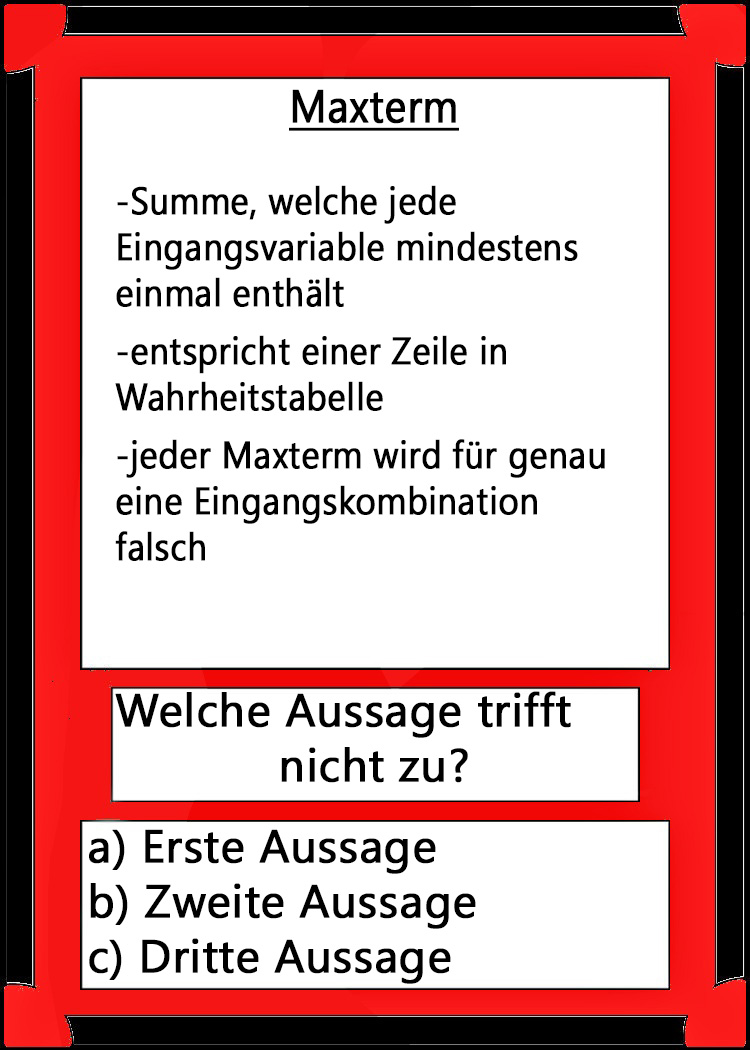 Maxterm
-Summe, welche jede
Eingangsvariable mindestens
einmal enthält
-entspricht einer Zeile in
Wahrheitstabelle
-jeder Maxterm wird für genau
eine Eingangskombination
falsch
Welche Aussage trifft
nicht zu?
a) Erste Aussage
b) Zweite Aussage
c) Dritte Aussage